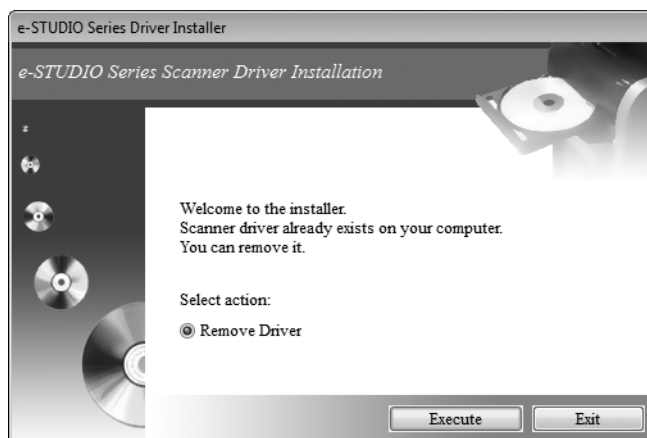 e-STUDIO Series Driver Installer
e-STUDIO Series Scanner Driver Installation
Welcome to the installer.
Scanner driver already exists on your computer.
You can remove it.
Select action:
Remove Driver
Execute
Exit